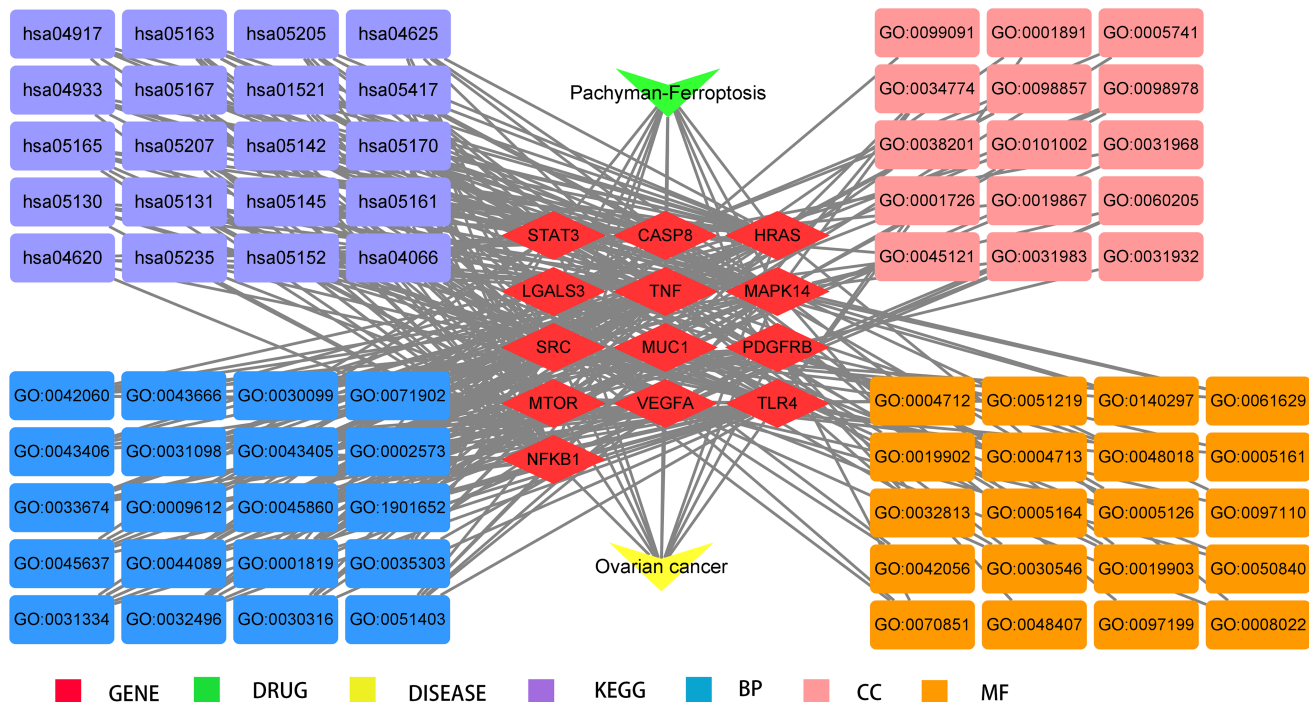 hsa04917 hsa05163 hsa05205 hsa04625
hsa04933 hsa05167 hsa01521 hsa05417
hsa05165 hsa05207 hsa05142 hsa05170
hsa05130 hsa05131 hsa05145 hsa05161
hsa04620 hsa05235 hsa05152 hsa04066
Pachyman-Ferroptosis
GO:0099091 GO:0001891 GO:0005741
GO:0034774 GO:0098857 GO:0098978
GO:0038201 GO:0101002 GO:0031968
GO:0001726 GO:0019867 GO:0060205
GO:0045121 GO:0031983 GO:0031932
STAT3 CASP8 HRAS
LGALS3 TNF MAPK14
SRC MUC1 PDGFRB
MTOR VEGFA TLR4
NFKB1
GO:0042060 GO:0043666 GO:0030099 GO:0071902
GO:0043406 GO:0031098 GO:0043405 GO:0002573
GO:0033674 GO:0009612 GO:0045860 GO:1901652
GO:0045637 GO:0044089 GO:0001819 GO:0035303
GO:0031334 GO:0032496 GO:0030316 GO:0051403
Ovarian cancer
GO:0004712 GO:0051219 GO:0140297 GO:0061629
GO:0019902 GO:0004713 GO:0048018 GO:0005161
GO:0032813 GO:0005164 GO:0005126 GO:0097110
GO:0042056 GO:0030546 GO:0019903 GO:0050840
GO:0070851 GO:0048407 GO:0097199 GO:0008022
GENE DRUG DISEASE KEGG BP CC MF